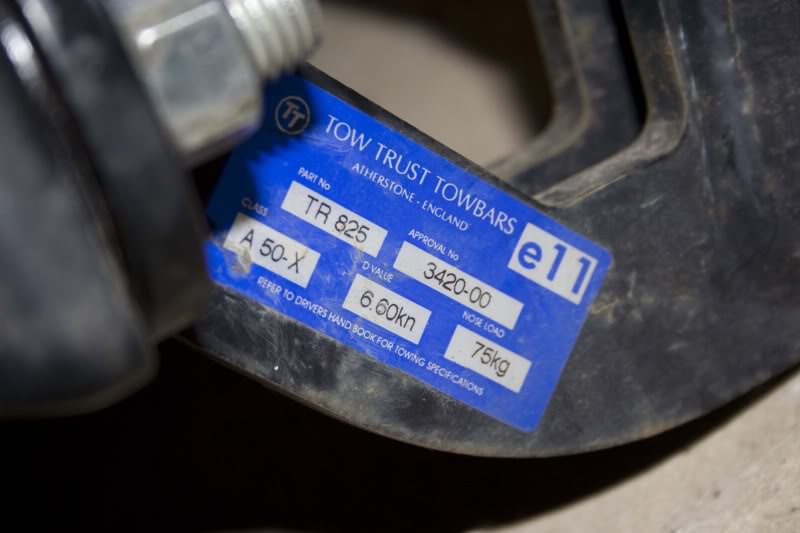 TT
TOW TRUST TOWBARS
ATHERSTONE - ENGLAND
e11
PART No
TR 825
APPROVAL No
3420-00
CLASS
A 50-X
D VALUE
6.60kn
NOSE LOAD
75kg
REFER TO DRIVERS HAND BOOK FOR TOWING SPECIFICATIONS